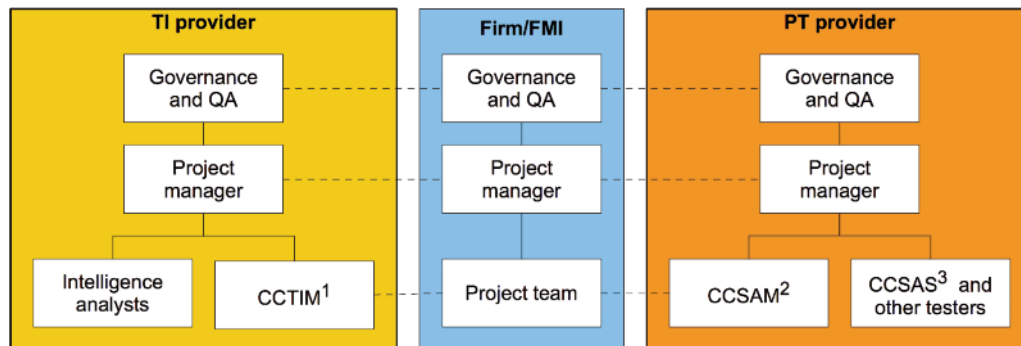 TI provider
Governance
and QA
Project
manager
Intelligence
analysts
CCTIM1
Firm/FMI
Governance
and QA
Project
manager
Project team
PT provider
Governance
and QA
Project
manager
CCSAM2
CCSAS3 and
other testers